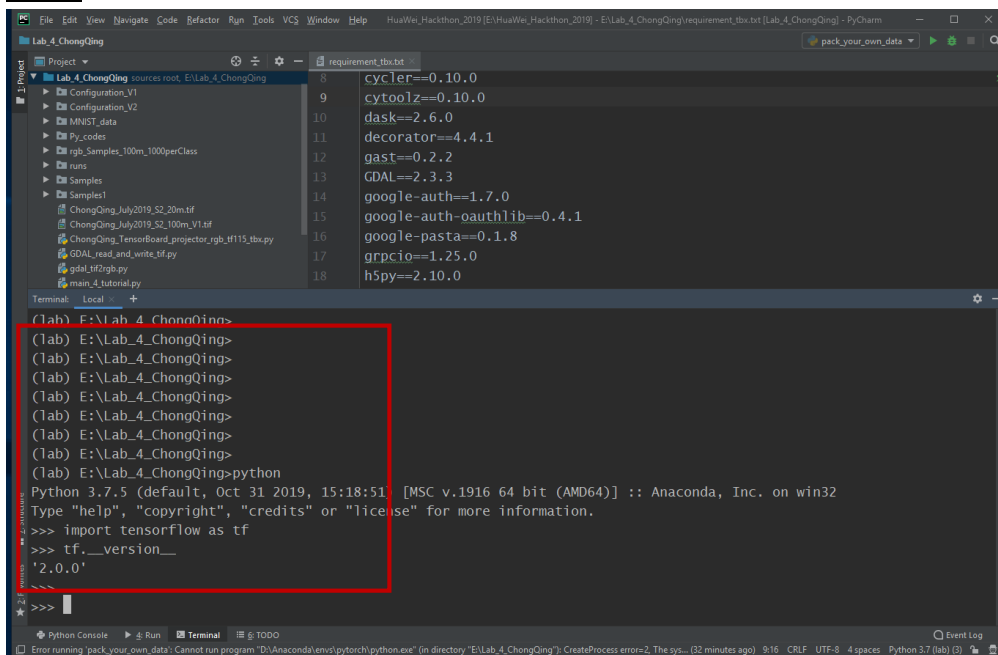 File Edit View Navigate Code Refactor Run Tools VCS Window Help HuaWei_Hackthon_2019 [E:\HuaWei_Hackthon_2019] - E:\Lab_4_ChongQing\requirement_tbx.txt [Lab_4_ChongQing] - PyCharm
Lab_4_ChongQing pack_your_own_data
1: Project
Project requirement_tbx.txt
Lab_4_ChongQing sources root, E:\Lab_4_ChongQing
Configuration_V1
Configuration_V2
MNIST_data
Py_codes
rgb_Samples_100m_1000perClass
runs
Samples
Samples1
ChongQing_July2019_S2_20m.tif
ChongQing_July2019_S2_100m_V1.tif
ChongQing_TensorBoard_projector_rgb_tf115_tbx.py
GDAL_read_and_write_tif.py
gdal_tif2rgb.py
main_4_tutorial.py
8 cycler==0.10.0
9 cytoolz==0.10.0
10 dask==2.6.0
11 decorator==4.4.1
12 gast==0.2.2
13 GDAL==2.3.3
14 google-auth==1.7.0
15 google-auth-oauthlib==0.4.1
16 google-pasta==0.1.8
17 grpcio==1.25.0
18 h5py==2.10.0
Terminal: Local +
(lab) E:\Lab_4_ChongQing>
(lab) E:\Lab_4_ChongQing>
(lab) E:\Lab_4_ChongQing>
(lab) E:\Lab_4_ChongQing>
(lab) E:\Lab_4_ChongQing>
(lab) E:\Lab_4_ChongQing>
(lab) E:\Lab_4_ChongQing>
(lab) E:\Lab_4_ChongQing>
(lab) E:\Lab_4_ChongQing>python
Python 3.7.5 (default, Oct 31 2019, 15:18:51) [MSC v.1916 64 bit (AMD64)] :: Anaconda, Inc. on win32
Type "help", "copyright", "credits" or "license" for more information.
>>> import tensorflow as tf
>>> tf.__version__
'2.0.0'
>>>
>>>
Python Console 4: Run Terminal 6: TODO Event Log
Error running 'pack_your_own_data': Cannot run program "D:\Anaconda\envs\pytorch\python.exe" (in directory "E:\Lab_4_ChongQing"): CreateProcess error=2, The sys... (32 minutes ago) 9:16 CRLF UTF-8 4 spaces Python 3.7 (lab) (3)